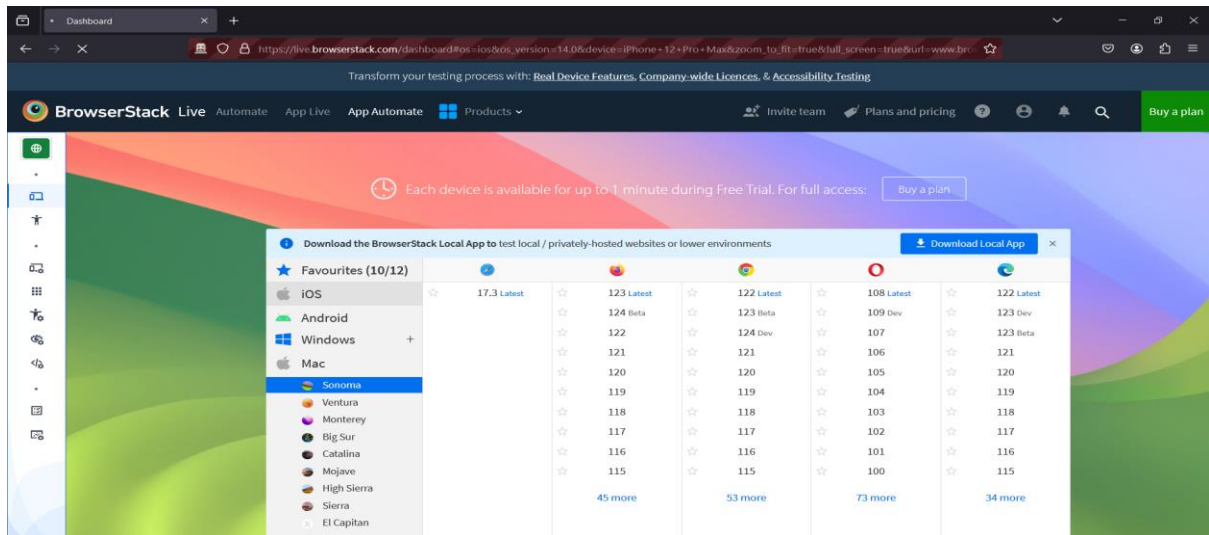 Dashboard
https://live.browserstack.com/dashboard#os=ios&os_version=14.0&device=iPhone+12+Pro+Max&zoom_to_fit=true&full_screen=true&url=www.bro
Transform your testing process with: Real Device Features, Company-wide Licences, & Accessibility Testing
BrowserStack Live Automate App Live App Automate Products Invite team Plans and pricing Buy a plan
Each device is available for up to 1 minute during Free Trial. For full access: Buy a plan
Download the BrowserStack Local App to test local / privately-hosted websites or lower environments Download Local App
Favourites (10/12)
iOS 17.3 Latest 123 Latest 122 Latest 108 Latest 122 Latest
Android 124 Beta 123 Beta 109 Dev 123 Dev
Windows + 122 124 Dev 107 123 Beta
Mac 121 121 106 121
120 120 105 120
Sonoma
119 119 104 119
Ventura
118 118 103 118
Monterey
117 117 102 117
Big Sur
116 116 101 116
Catalina
115 115 100 115
Mojave
High Sierra
45 more 53 more 73 more 34 more
Sierra
El Capitan